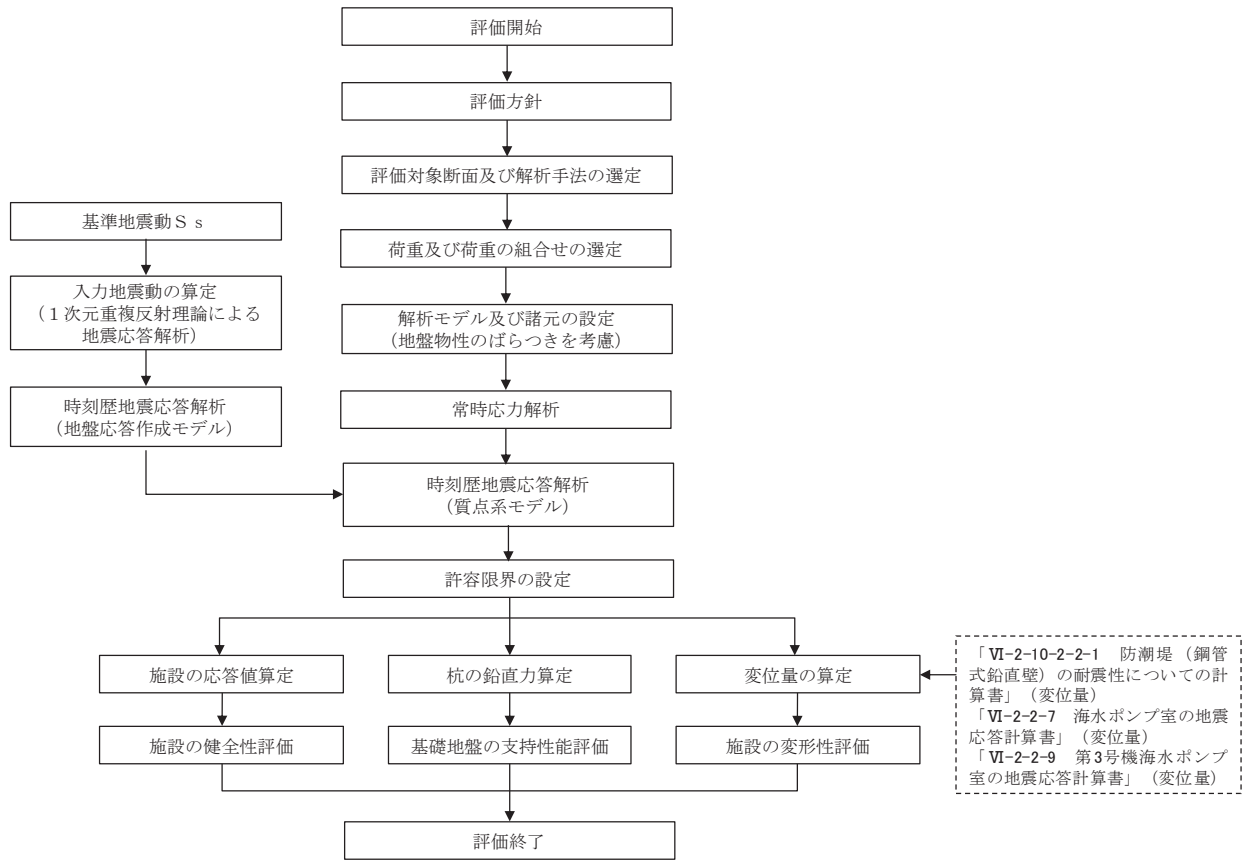 評価開始
評価方針
評価対象断面及び解析手法の選定
基準地震動Ｓｓ
荷重及び荷重の組合せの選定
入力地震動の算定
（１次元重複反射理論による
地震応答解析）
解析モデル及び諸元の設定
（地盤物性のばらつきを考慮）
時刻歴地震応答解析
（地盤応答作成モデル）
常時応力解析
時刻歴地震応答解析
（質点系モデル）
許容限界の設定
施設の応答値算定
杭の鉛直力算定
変位量の算定
「Ⅵ-2-10-2-2-1　防潮堤（鋼管
式鉛直壁）の耐震性についての計
算書」（変位量）
「Ⅵ-2-2-7　海水ポンプ室の地震
応答計算書」（変位量）
「Ⅵ-2-2-9　第3号機海水ポンプ
室の地震応答計算書」（変位量）
施設の健全性評価
基礎地盤の支持性能評価
施設の変形性評価
評価終了